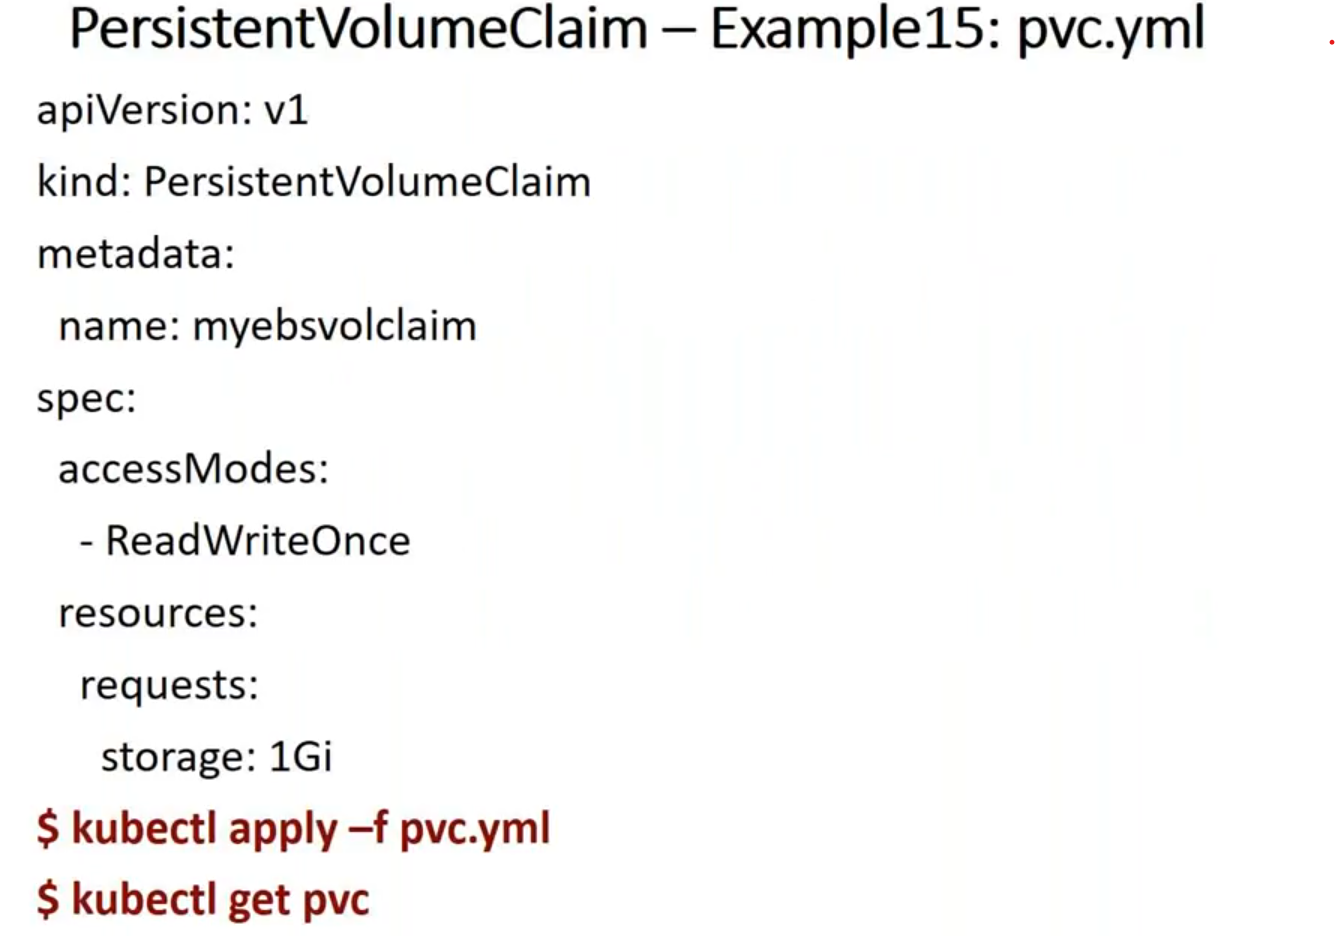 PersistentVolumeClaim – Example15: pvc.yml
apiVersion: v1
kind: PersistentVolumeClaim
metadata:
  name: myebsvolclaim
spec:
  accessModes:
    - ReadWriteOnce
  resources:
    requests:
      storage: 1Gi
$ kubectl apply –f pvc.yml
$ kubectl get pvc